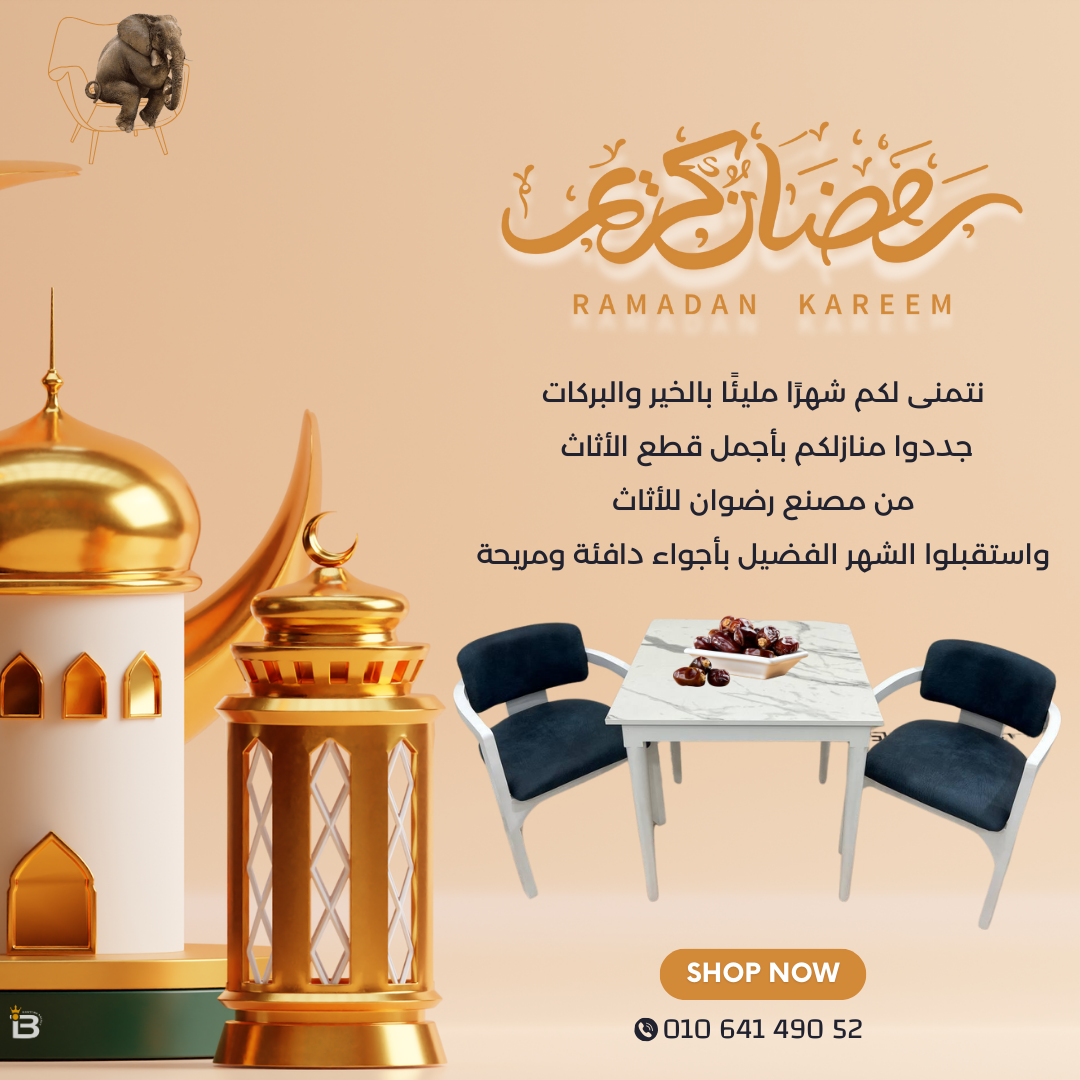 رمضان كريم
RAMADAN KAREEM
نتمنى لكم شهرًا مليئًا بالخير والبركات
جددوا منازلكم بأجمل قطع الأثاث
من مصنع رضوان للأثاث
واستقبلوا الشهر الفضيل بأجواء دافئة ومريحة
SHOP NOW
010 641 490 52
B